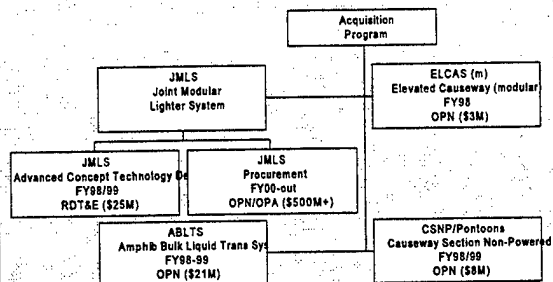 Acquisition
Program
JMLS
Joint Modular
Lighter System
ELCAS (m)
Elevated Causeway (modular
FY98
OPN ($3M)
JMLS
Advanced Concept Technology De
FY98/99
RDT&E ($25M)
JMLS
Procurement
FY00-out
OPN/OPA ($500M+)
ABLTS
Amphib Bulk Liquid Trans Sys
FY98-99
OPN ($21M)
CSNP/Pontoons
Causeway Section Non-Powered
FY98/99
OPN ($8M)